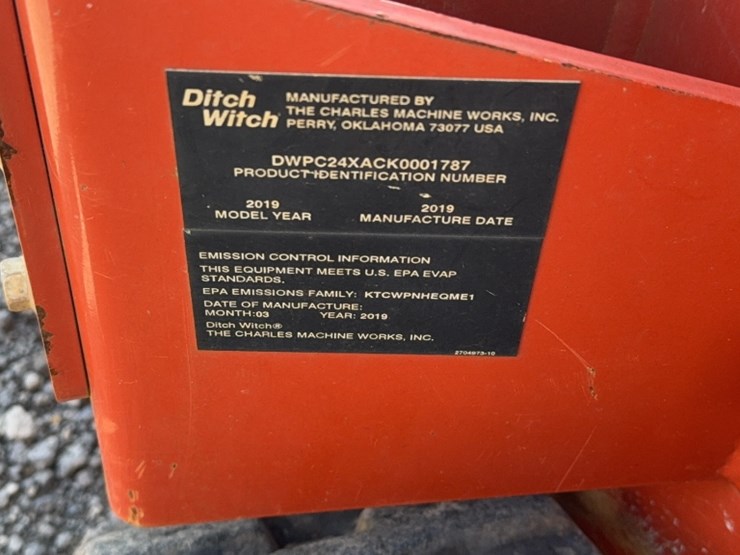 Ditch Witch
MANUFACTURED BY
THE CHARLES MACHINE WORKS, INC.
PERRY, OKLAHOMA 73077 USA
DWPC24XACK0001787
PRODUCT IDENTIFICATION NUMBER
2019 2019
MODEL YEAR MANUFACTURE DATE
EMISSION CONTROL INFORMATION
THIS EQUIPMENT MEETS U.S. EPA EVAP
STANDARDS.
EPA EMISSIONS FAMILY: KTCWPNHEQME1
DATE OF MANUFACTURE:
MONTH:03 YEAR: 2019
Ditch Witch®
THE CHARLES MACHINE WORKS, INC.
2704973-10